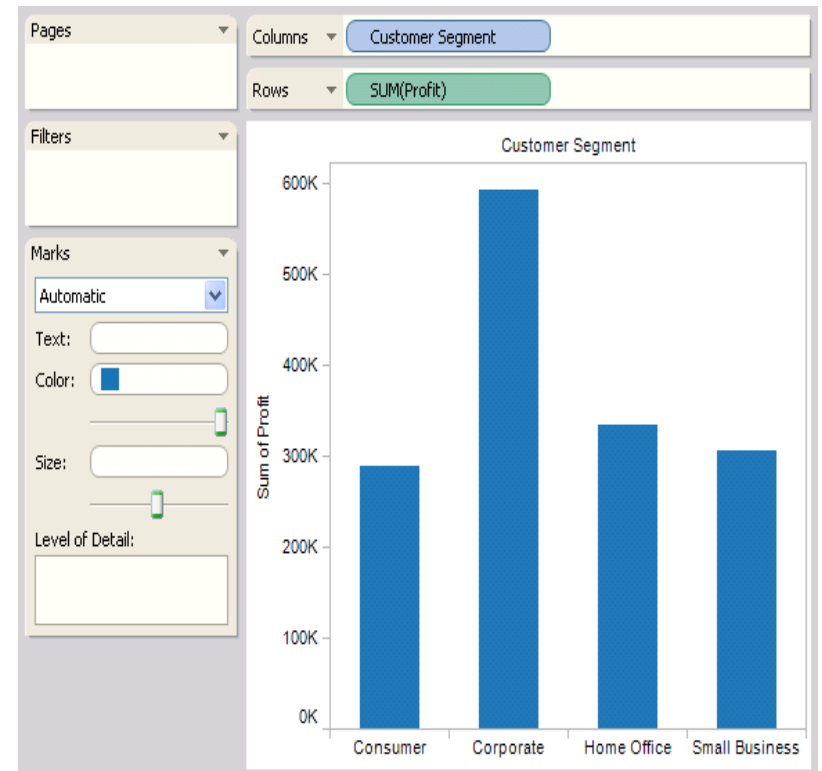 Pages
Columns Customer Segment
Rows SUM(Profit)
Filters
Marks
Automatic
Text:
Color:
Size:
Level of Detail:
Customer Segment
600K
500K
400K
300K
200K
100K
0K
Sum of Profit
Consumer Corporate Home Office Small Business